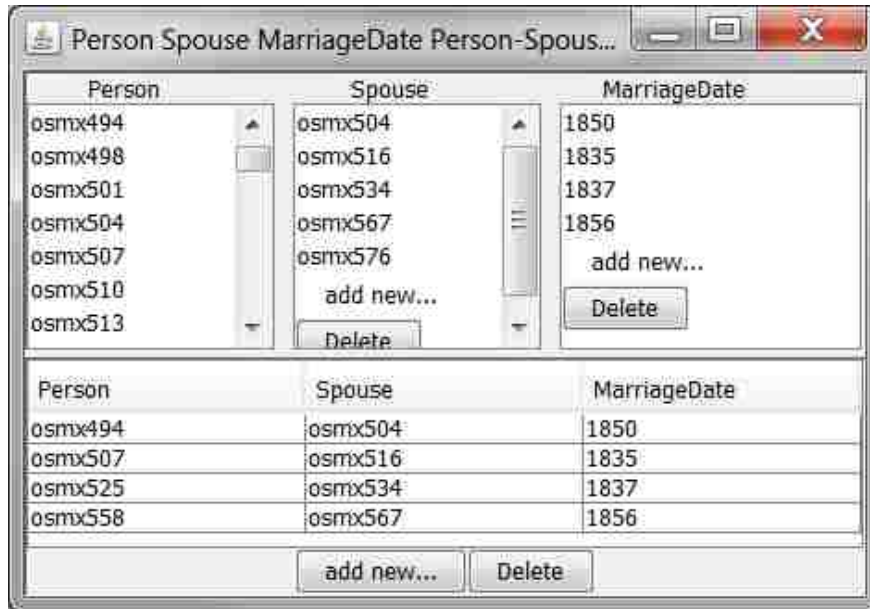 Person Spouse MarriageDate Person-Spous...
Person Spouse MarriageDate
osmx494 osmx504 1850
osmx498 osmx516 1835
osmx501 osmx534 1837
osmx504 osmx567 1856
osmx507 osmx576 add new...
osmx510 add new... Delete
osmx513 Delete
Person Spouse MarriageDate
osmx494 osmx504 1850
osmx507 osmx516 1835
osmx525 osmx534 1837
osmx558 osmx567 1856
add new... Delete